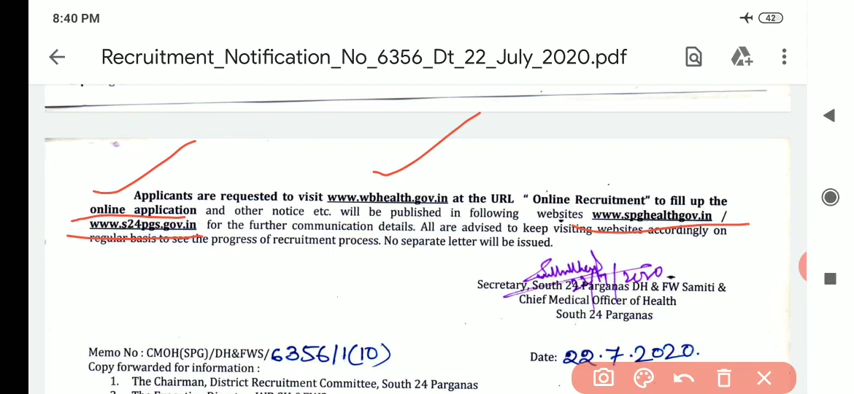 8:40 PM
42
Recruitment_Notification_No_6356_Dt_22_July_2020.pdf
Applicants are requested to visit www.wbhealth.gov.in at the URL " Online Recruitment" to fill up the
online application and other notice etc. will be published in following websites www.spghealthgov.in /
www.s24pgs.gov.in for the further communication details. All are advised to keep visiting websites accordingly on
regular basis to see the progress of recruitment process. No separate letter will be issued.
22/7/2020
Secretary, South 24 Parganas DH & FW Samiti &
Chief Medical Officer of Health
South 24 Parganas
Memo No : CMOH(SPG)/DH&FWS/6356/1(10)
Date: 22.7.2020.
Copy forwarded for information :
1. The Chairman, District Recruitment Committee, South 24 Parganas